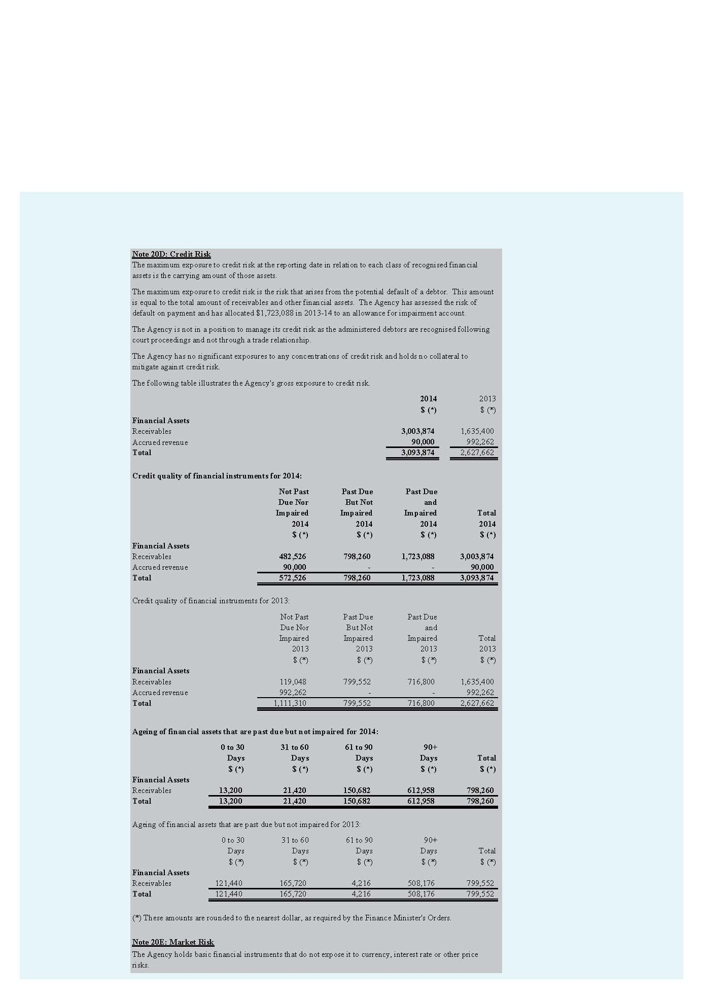 Note 20D: Credit Risk
The maximum exposure to credit risk at the reporting date in relation to each class of recognised financial
assets is the carrying amount of those assets.
The maximum exposure to credit risk is the risk that arises from the potential default of a debtor. This amount
is equal to the total amount of receivables and other financial assets. The Agency has assessed the risk of
default on payment and has allocated $1,723,088 in 2013-14 to an allowance for impairment account.
The Agency is not in a position to manage its credit risk as the administered debtors are recognised following
court proceedings and not through a trade relationship.
The Agency has no significant exposures to any concentrations of credit risk and holds no collateral to
mitigate against credit risk.
The following table illustrates the Agency's gross exposure to credit risk.
2014 2013
$ (*) $ (*)
Financial Assets
Receivables 3,003,874 1,635,400
Accrued revenue 90,000 992,262
Total 3,093,874 2,627,662
Credit quality of financial instruments for 2014:
Not Past Past Due Past Due
Due Nor But Not and
Impaired Impaired Impaired Total
2014 2014 2014 2014
$ (*) $ (*) $ (*) $ (*)
Financial Assets
Receivables 482,526 798,260 1,723,088 3,003,874
Accrued revenue 90,000 - - 90,000
Total 572,526 798,260 1,723,088 3,093,874
Credit quality of financial instruments for 2013:
Not Past Past Due Past Due
Due Nor But Not and
Impaired Impaired Impaired Total
2013 2013 2013 2013
$ (*) $ (*) $ (*) $ (*)
Financial Assets
Receivables 119,048 799,552 716,800 1,635,400
Accrued revenue 992,262 - - 992,262
Total 1,111,310 799,552 716,800 2,627,662
Ageing of financial assets that are past due but not impaired for 2014:
0 to 30 31 to 60 61 to 90 90+
Days Days Days Days Total
$ (*) $ (*) $ (*) $ (*) $ (*)
Financial Assets
Receivables 13,200 21,420 150,682 612,958 798,260
Total 13,200 21,420 150,682 612,958 798,260
Ageing of financial assets that are past due but not impaired for 2013:
0 to 30 31 to 60 61 to 90 90+
Days Days Days Days Total
$ (*) $ (*) $ (*) $ (*) $ (*)
Financial Assets
Receivables 121,440 165,720 4,216 508,176 799,552
Total 121,440 165,720 4,216 508,176 799,552
(*) These amounts are rounded to the nearest dollar, as required by the Finance Minister's Orders.
Note 20E: Market Risk
The Agency holds basic financial instruments that do not expose it to currency, interest rate or other price
risks.